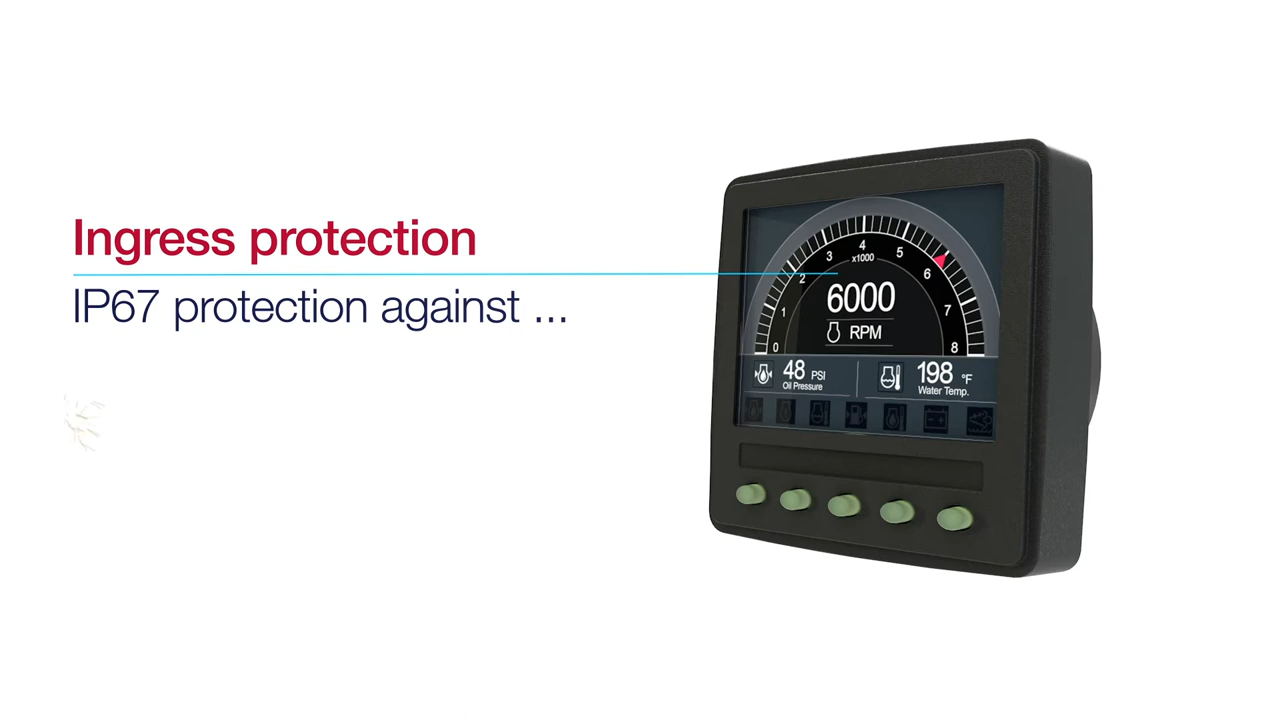 Ingress protection
IP67 protection against ...
0
1
2
3
4
5
6
7
8
x1000
6000
RPM
48 PSI
Oil Pressure
198 °F
Water Temp.